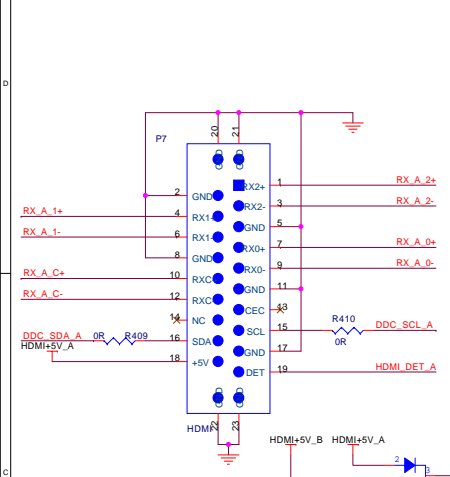 D
P7
20
21
1
RX2+
RX_A_2+
2
GND
3
RX2-
RX_A_2-
RX_A_1+
4
RX1+
5
GND
RX_A_1-
6
RX1-
7
RX0+
RX_A_0+
8
GND
9
RX0-
RX_A_0-
RX_A_C+
10
RXC
11
GND
RX_A_C-
12
RXC
13
CEC
14
NC
15
SCL
R410
0R
DDC_SCL_A
DDC_SDA_A
0R
R409
16
SDA
17
GND
HDMI+5V_A
18
+5V
19
DET
HDMI_DET_A
HDMI
22
23
HDMI+5V_B
HDMI+5V_A
2
3
C